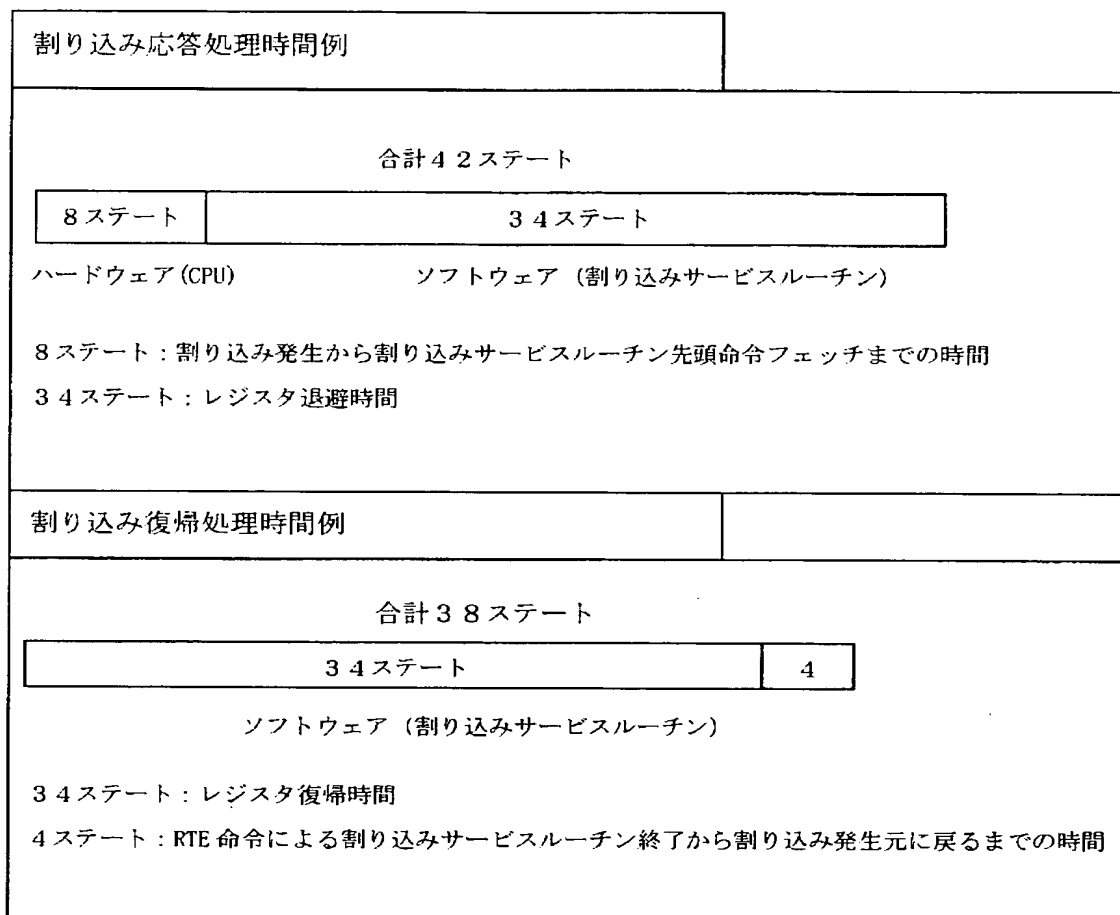 割り込み応答処理時間例
合計42ステート
8ステート 34ステート
ハードウェア(CPU) ソフトウェア (割り込みサービスルーチン)
8ステート:割り込み発生から割り込みサービスルーチン先頭命令フェッチまでの時間
34ステート:レジスタ退避時間
割り込み復帰処理時間例
合計38ステート
34ステート 4
ソフトウェア (割り込みサービスルーチン)
34ステート:レジスタ復帰時間
4ステート:RTE 命令による割り込みサービスルーチン終了から割り込み発生元に戻るまでの時間